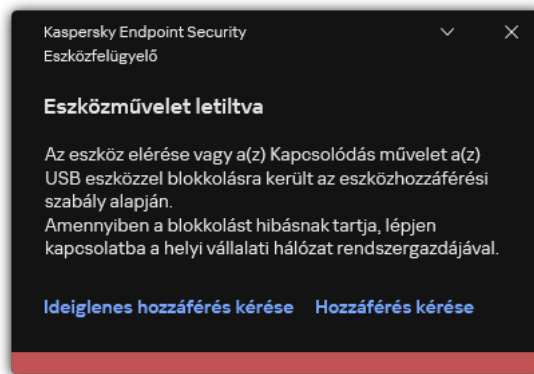 Kaspersky Endpoint Security
Eszközfelügyelő
Eszközművelet letiltva
Az eszköz elérése vagy a(z) Kapcsolódás művelet a(z)
USB eszközzel blokkolásra került az eszközhozzáférési
szabály alapján.
Amennyiben a blokkolást hibásnak tartja, lépjen
kapcsolatba a helyi vállalati hálózat rendszergazdájával.
Ideiglenes hozzáférés kérése Hozzáférés kérése